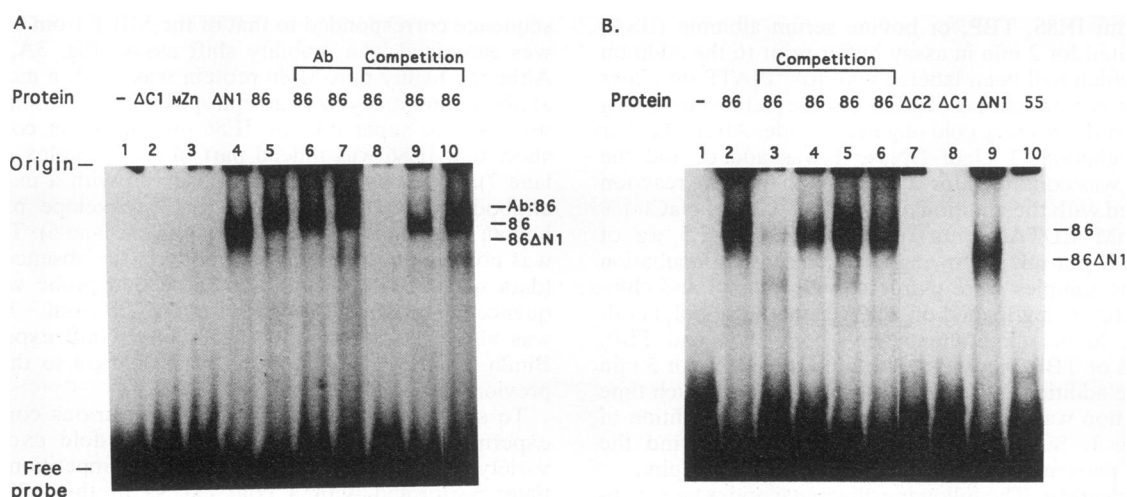 A.
Ab Competition
Protein – ΔC1 MZn ΔN1 86 86 86 86 86 86
1 2 3 4 5 6 7 8 9 10
Origin—
—Ab:86
—86
—86ΔN1
Free probe —
B.
Competition
Protein – 86 86 86 86 86 ΔC2 ΔC1 ΔN1 55
1 2 3 4 5 6 7 8 9 10
—86
—86ΔN1